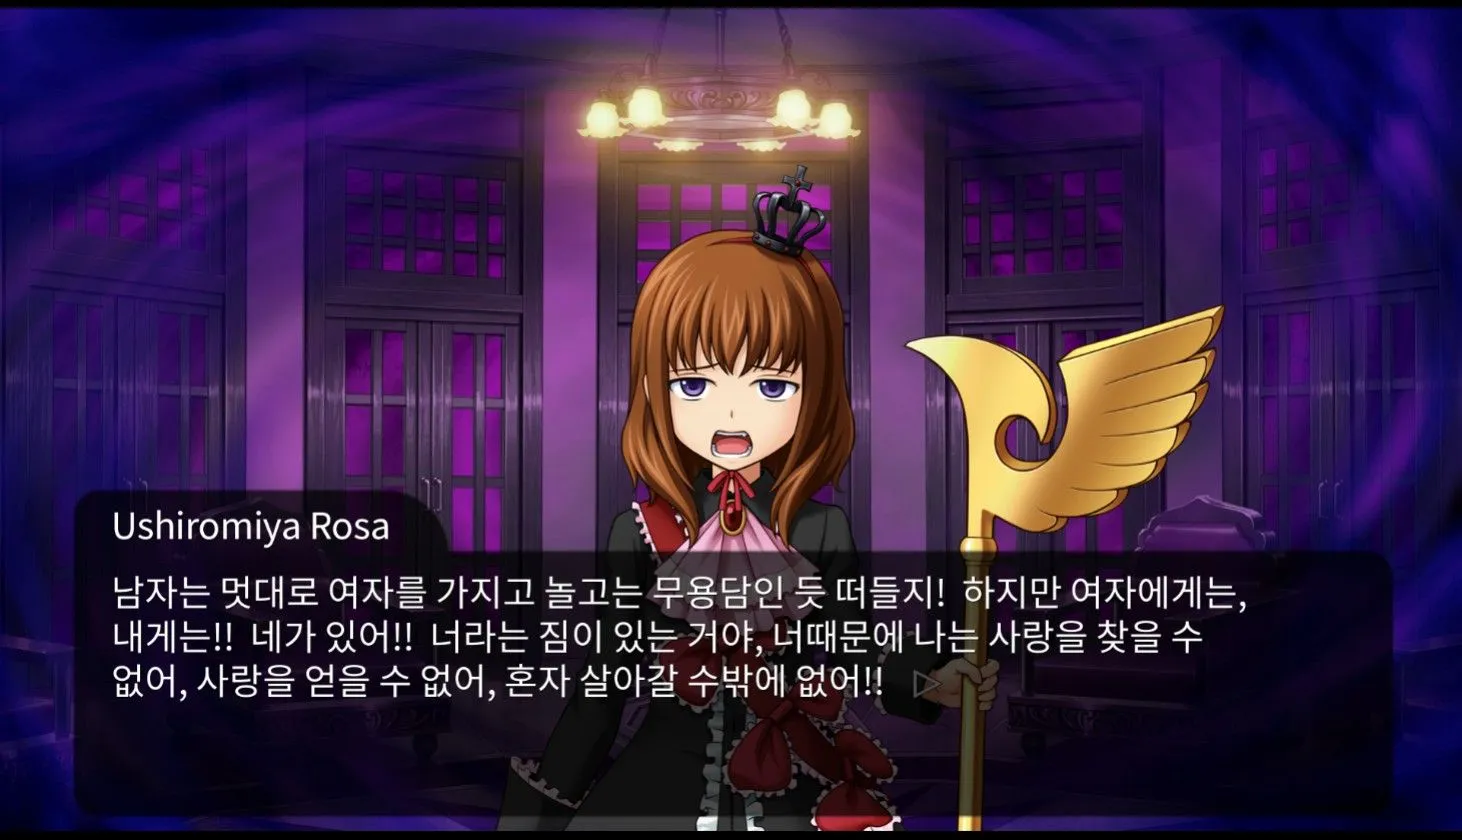 Ushiromiya Rosa
남자는 멋대로 여자를 가지고 놀고는 무용담인 듯 떠들지! 하지만 여자에게는,
내게는!! 네가 있어!! 너라는 짐이 있는 거야, 너때문에 나는 사랑을 찾을 수
없어, 사랑을 얻을 수 없어, 혼자 살아갈 수밖에 없어!!